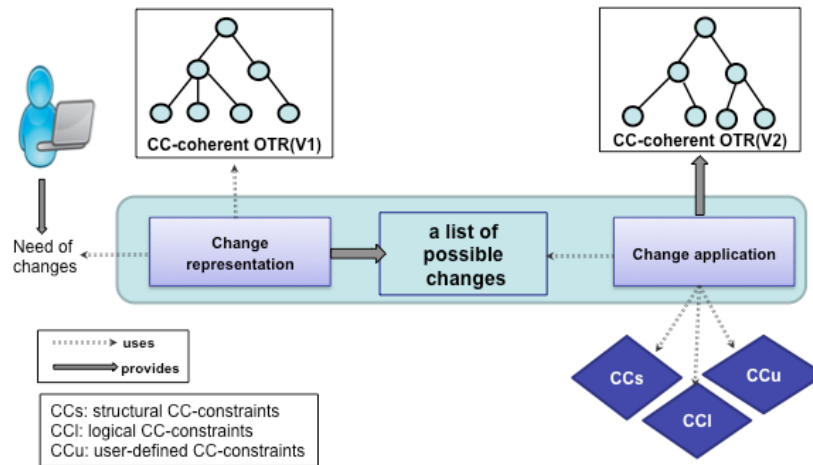 CC-coherent OTR(V1)
CC-coherent OTR(V2)
Need of
changes
Change
representation
a list of
possible
changes
Change application
uses
provides
CCs
CCl
CCu
CCs: structural CC-constraints
CCl: logical CC-constraints
CCu: user-defined CC-constraints